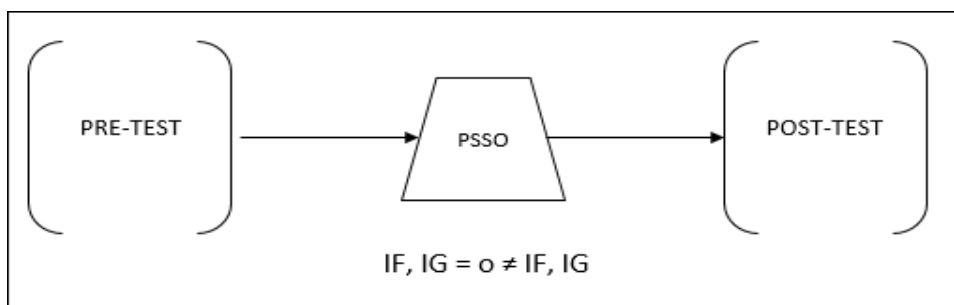 PRE-TEST
PSSO
POST-TEST
IF, IG = o ≠ IF, IG